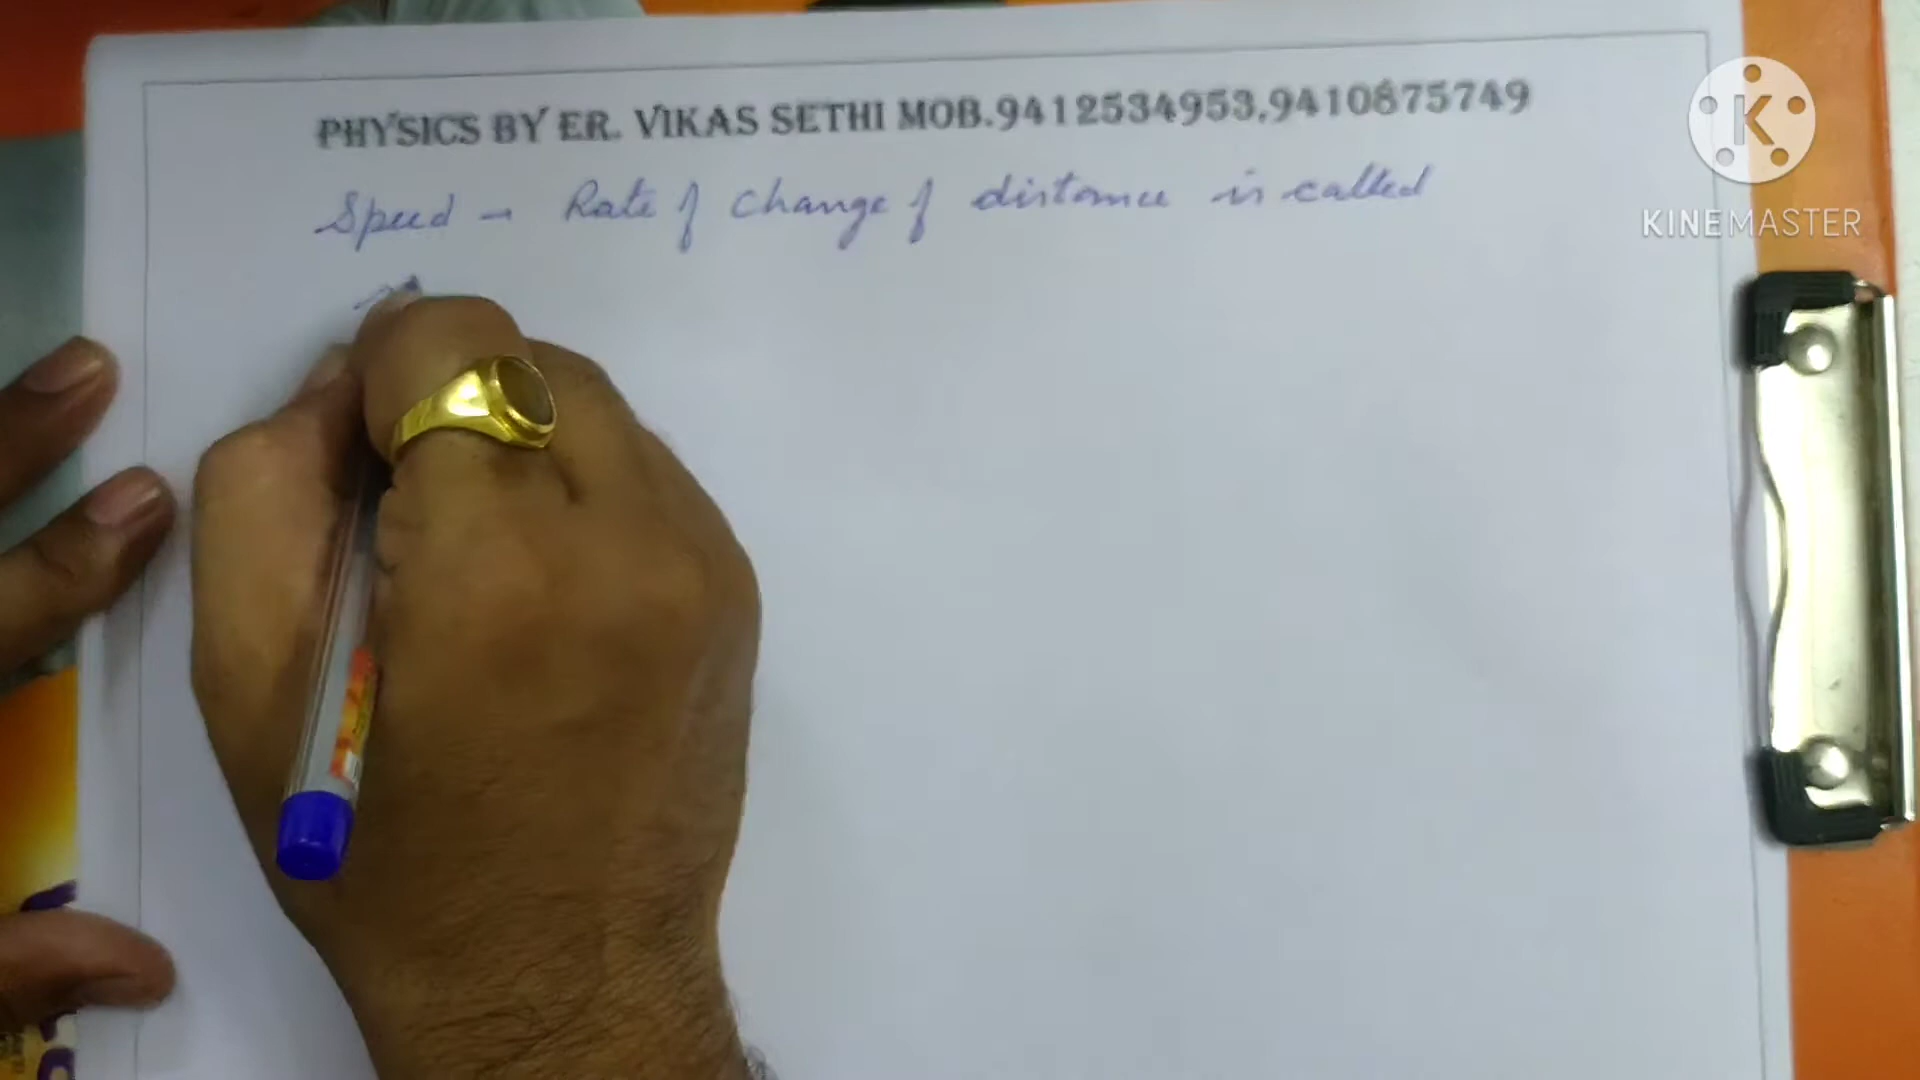 PHYSICS BY ER. VIKAS SETHI MOB.9412534953,9410875749
Speed - Rate of change of distance is called
K
KINEMASTER